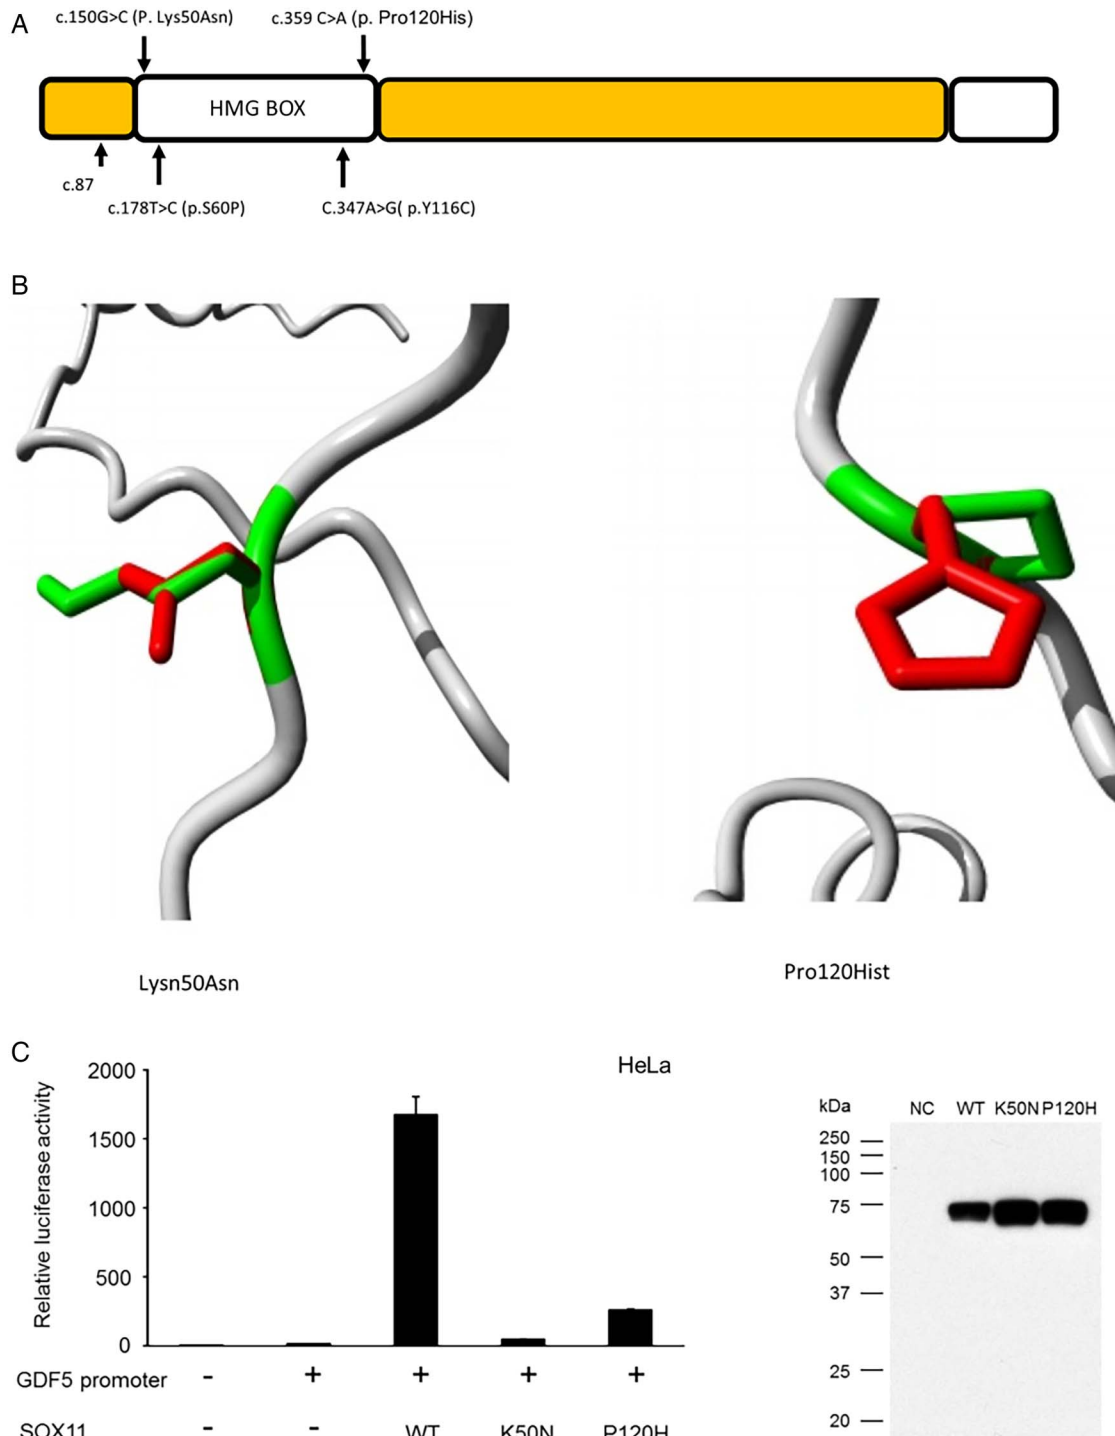 A
c.150G>C (P. Lys50Asn)
c.359 C>A (p. Pro120His)
HMG BOX
c.87
c.178T>C (p.S60P)
C.347A>G( p.Y116C)
B
Lysn50Asn
Pro120Hist
C
HeLa
Relative luciferase activity
2000
1500
1000
500
0
GDF5 promoter - + + + +
SOX11 - - WT K50N P120H
kDa NC WT K50N P120H
250
150
100
75
50
37
25
20